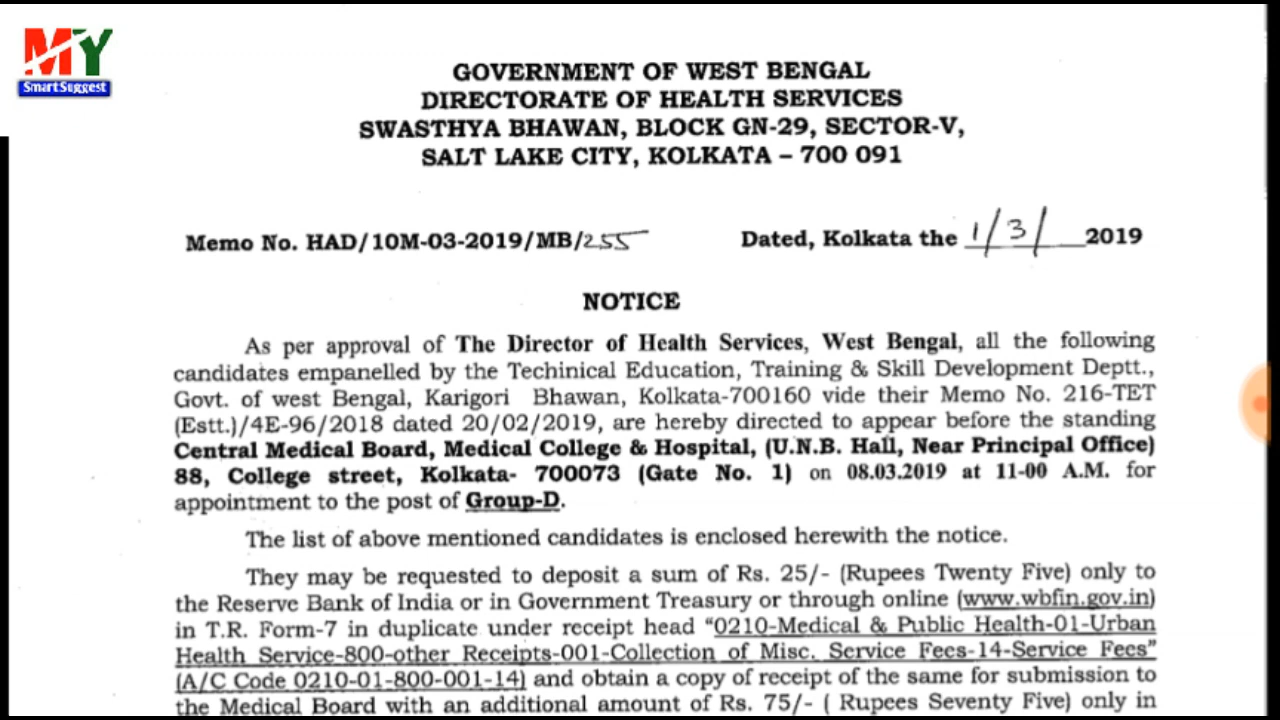 MY
SmartSuggest
GOVERNMENT OF WEST BENGAL
DIRECTORATE OF HEALTH SERVICES
SWASTHYA BHAWAN, BLOCK GN-29, SECTOR-V,
SALT LAKE CITY, KOLKATA – 700 091
Memo No. HAD/10M-03-2019/MB/255 Dated, Kolkata the 1/3/ 2019
NOTICE
As per approval of The Director of Health Services, West Bengal, all the following
candidates empanelled by the Techinical Education, Training & Skill Development Deptt.,
Govt. of west Bengal, Karigori Bhawan, Kolkata-700160 vide their Memo No. 216-TET
(Estt.)/4E-96/2018 dated 20/02/2019, are hereby directed to appear before the standing
Central Medical Board, Medical College & Hospital, (U.N.B. Hall, Near Principal Office)
88, College street, Kolkata- 700073 (Gate No. 1) on 08.03.2019 at 11-00 A.M. for
appointment to the post of Group-D.
The list of above mentioned candidates is enclosed herewith the notice.
They may be requested to deposit a sum of Rs. 25/- (Rupees Twenty Five) only to
the Reserve Bank of India or in Government Treasury or through online (www.wbfin.gov.in)
in T.R. Form-7 in duplicate under receipt head “0210-Medical & Public Health-01-Urban
Health Service-800-other Receipts-001-Collection of Misc. Service Fees-14-Service Fees”
(A/C Code 0210-01-800-001-14) and obtain a copy of receipt of the same for submission to
the Medical Board with an additional amount of Rs. 75/- ( Rupees Seventy Five) only in